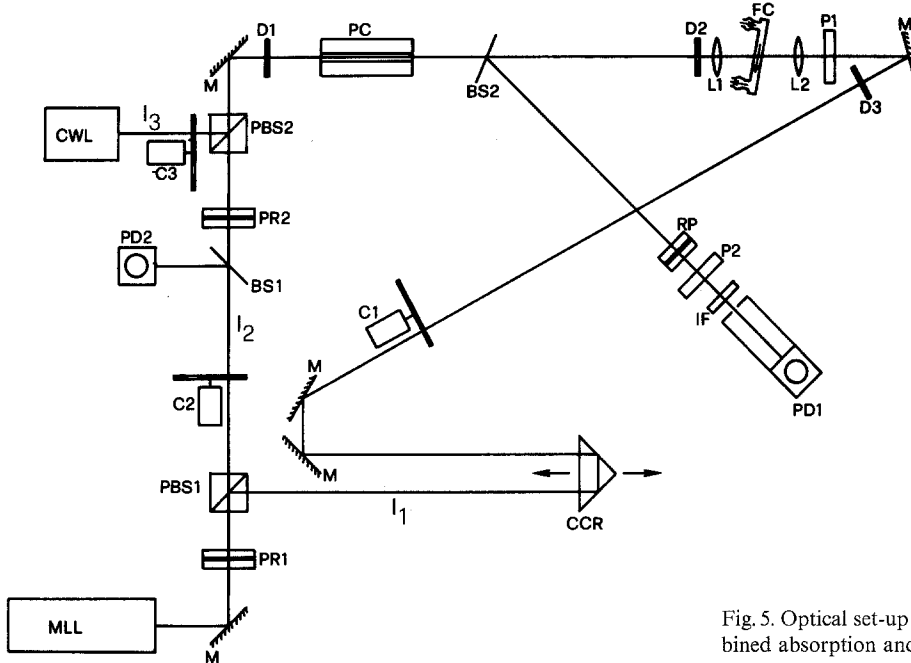 FC
D1
PC
D2
P1
M
M
BS2
L1
L2
D3
I3
PBS2
CWL
C3
PR2
RP
P2
PD2
BS1
IF
I2
C1
M
PD1
C2
M
PBS1
I1
CCR
PR1
MLL
M
Fig. 5. Optical set-up
bined absorption and